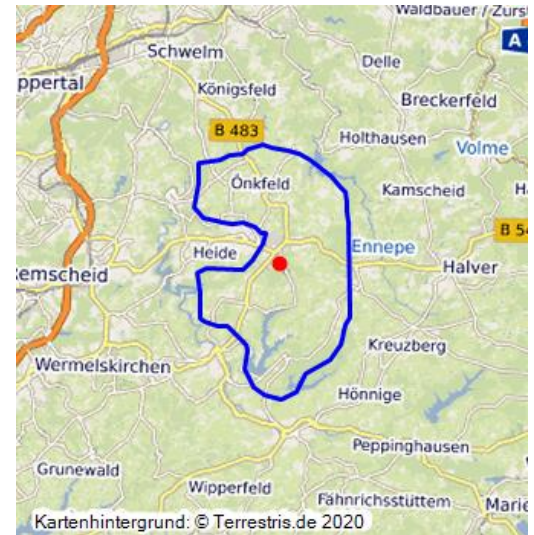 Waldbauer / Zurst
A
Schwelm
Delle
ppertal
Königsfeld
Breckerfeld
B 483
Holthausen
Volme
Önkfeld
Kamscheid
Ha
B 54
Heide
Ennepe
emscheid
Halver
Kreuzberg
Wermelskirchen
Hönnige
Peppinghausen
Grunewald
Wipperfeld
Fähnrichsstüttem
Marie
Kartenhintergrund: © Terrestris.de 2020